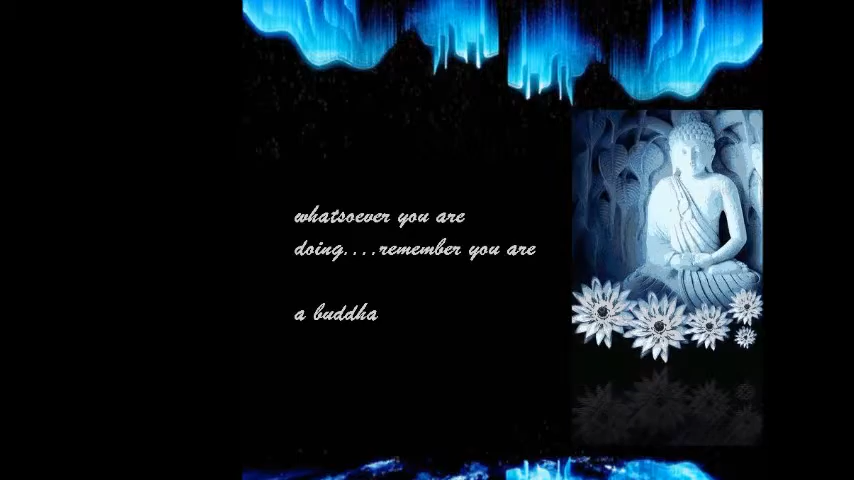 whatsoever you are
doing....remember you are
a buddha